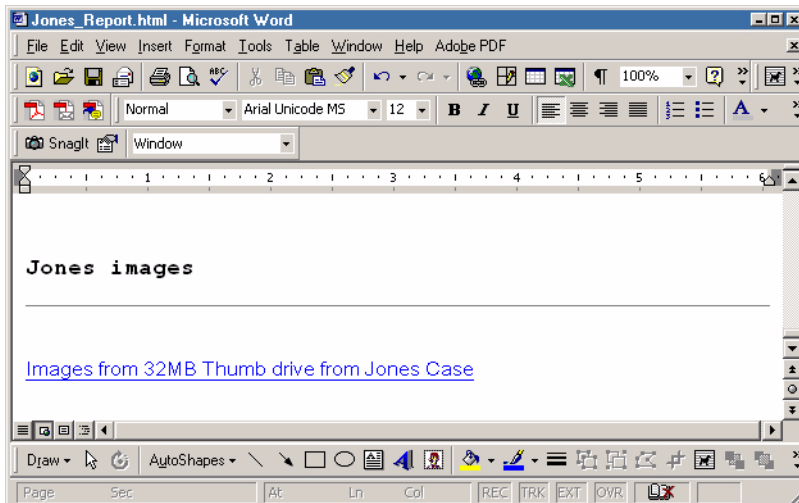 Jones_Report.html - Microsoft Word
File Edit View Insert Format Tools Table Window Help Adobe PDF
100%
Normal Arial Unicode MS 12 B I U A
SnagIt Window
1 2 3 4 5 6
Jones images
Images from 32MB Thumb drive from Jones Case
Draw AutoShapes
Page Sec At Ln Col REC TRK EXT OVR